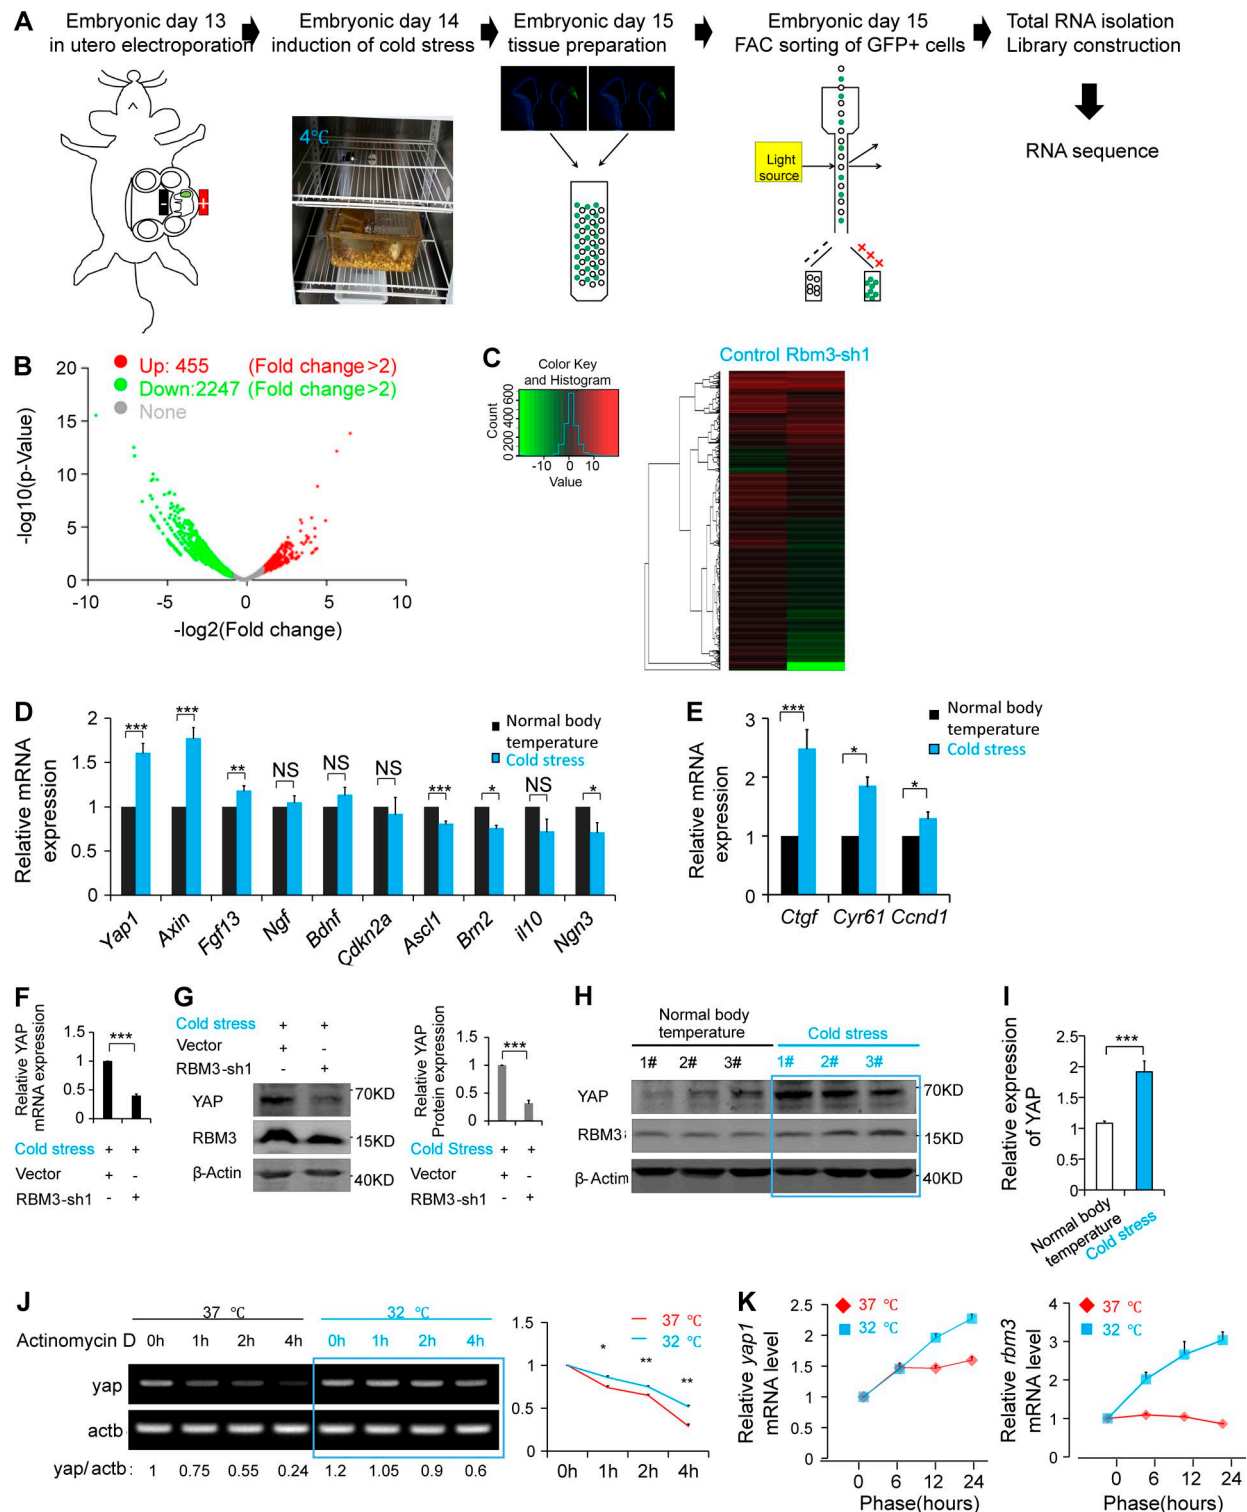 A
Embryonic day 13
in utero electroporation
Embryonic day 14
induction of cold stress
Embryonic day 15
tissue preparation
Embryonic day 15
FAC sorting of GFP+ cells
Total RNA isolation
Library construction
RNA sequence
4℃
Light
source
- +
B
Up: 455 (Fold change>2)
Down:2247 (Fold change>2)
None
-log10(p-Value)
20
15
10
5
0
-10 -5 0 5 10
-log2(Fold change)
C
Color Key
and Histogram
Count
0 200 400 600
-10 0 10
Value
Control Rbm3-sh1
D
Relative mRNA
expression
2
1.5
1
0.5
0
*** *** ** NS NS NS *** * NS *
Normal body
temperature
Cold stress
Yap1 Axin Fgf13 Ngf Bdnf Cdkn2a Ascl1 Brn2 il10 Ngn3
E
Relative mRNA
expression
3
2
1
0
*** * *
Normal body
temperature
Cold stress
Ctgf Cyr61 Ccnd1
F
Relative YAP
mRNA expression
1.5
1
0.5
0
***
Cold stress + +
Vector + -
RBM3-sh1 - +
G
Cold stress + +
Vector + -
RBM3-sh1 - +
YAP 70KD
RBM3 15KD
β-Actin 40KD
Relative YAP
Protein expression
1.5
1
0.5
0
***
Cold Stress + +
Vector + -
RBM3-sh1 - +
H
Normal body
temperature
Cold stress
1# 2# 3# 1# 2# 3#
YAP 70KD
RBM3 15KD
β-Actin 40KD
I
Relative expression
of YAP
2.5
2
1.5
1
0.5
0
***
Normal body
temperature
Cold stress
J
37 ℃ 32 ℃
Actinomycin D 0h 1h 2h 4h 0h 1h 2h 4h
yap
actb
yap/actb: 1 0.75 0.55 0.24 1.2 1.05 0.9 0.6
1.5
1
0.5
0
37 ℃
32 ℃
* ** **
0h 1h 2h 4h
K
Relative yap1
mRNA level
2.5
2
1.5
1
0.5
0
37 ℃
32 ℃
0 6 12 24
Phase(hours)
Relative rbm3
mRNA level
4
3
2
1
0
37 ℃
32 ℃
0 6 12 24
Phase(hours)